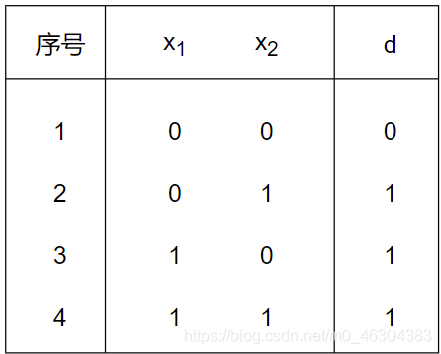 序号 x₁ x₂ d
1 0 0 0
2 0 1 1
3 1 0 1
4 1 1 1
https://blog.csdn.net/m0_46304383